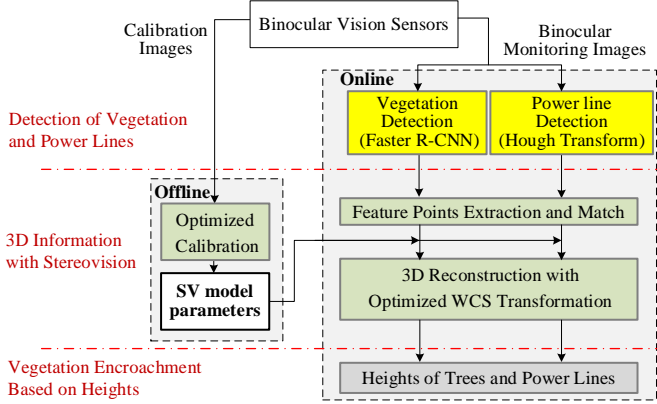 Calibration
Images
Binocular Vision Sensors
Binocular
Monitoring Images
Online
Detection of Vegetation
and Power Lines
Vegetation
Detection
(Faster R-CNN)
Power line
Detection
(Hough Transform)
Offline
Optimized
Calibration
Feature Points Extraction and Match
3D Information
with Stereovision
SV model
parameters
3D Reconstruction with
Optimized WCS Transformation
Vegetation Encroachment
Based on Heights
Heights of Trees and Power Lines